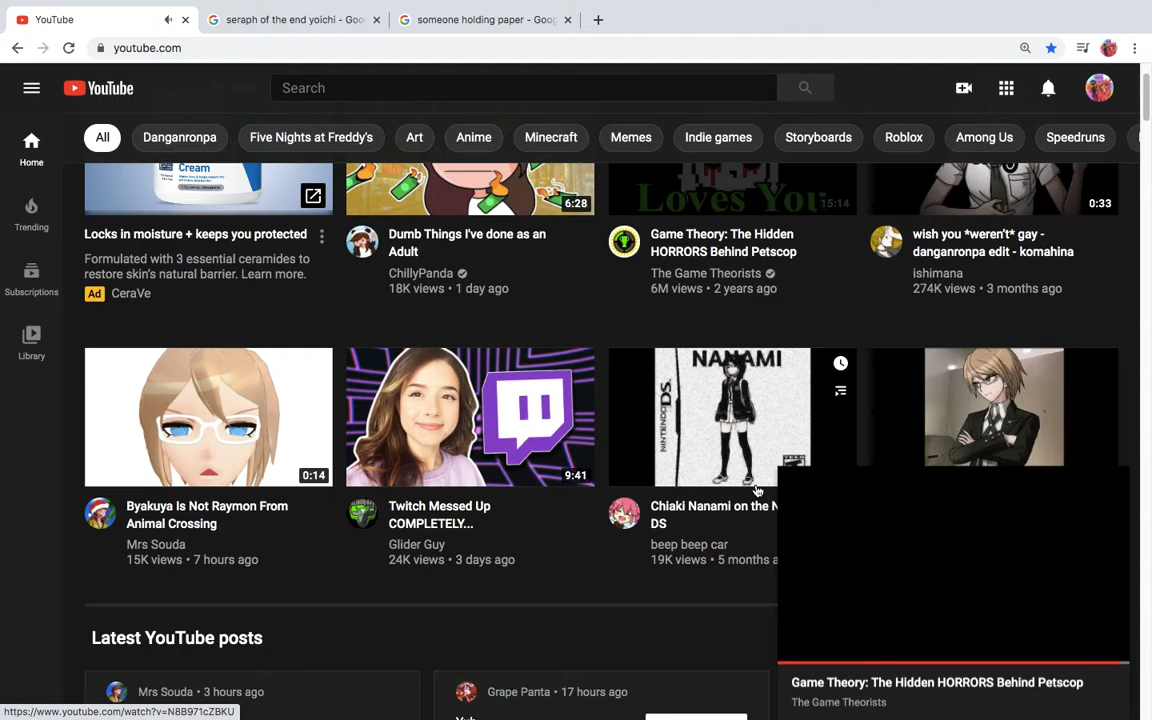 YouTube
seraph of the end yoichi - Goo
someone holding paper - Goog
youtube.com
YouTube
Search
All
Danganronpa
Five Nights at Freddy's
Art
Anime
Minecraft
Memes
Indie games
Storyboards
Roblox
Among Us
Speedruns
Home
Trending
Subscriptions
Library
Cream
6:28
Loves You
15:14
0:33
Locks in moisture + keeps you protected
Formulated with 3 essential ceramides to
restore skin's natural barrier. Learn more.
Ad CeraVe
Dumb Things I've done as an
Adult
ChillyPanda
18K views • 1 day ago
Game Theory: The Hidden
HORRORS Behind Petscop
The Game Theorists
6M views • 2 years ago
wish you *weren't* gay -
danganronpa edit - komahina
ishimana
274K views • 3 months ago
0:14
9:41
NANAMI
NINTENDO DS
TEEN
Byakuya Is Not Raymon From
Animal Crossing
Mrs Souda
15K views • 7 hours ago
Twitch Messed Up
COMPLETELY...
Glider Guy
24K views • 3 days ago
Chiaki Nanami on the N
DS
beep beep car
19K views • 5 months a
Latest YouTube posts
Mrs Souda • 3 hours ago
Grape Panta • 17 hours ago
Game Theory: The Hidden HORRORS Behind Petscop
The Game Theorists
https://www.youtube.com/watch?v=N8B971cZBKU